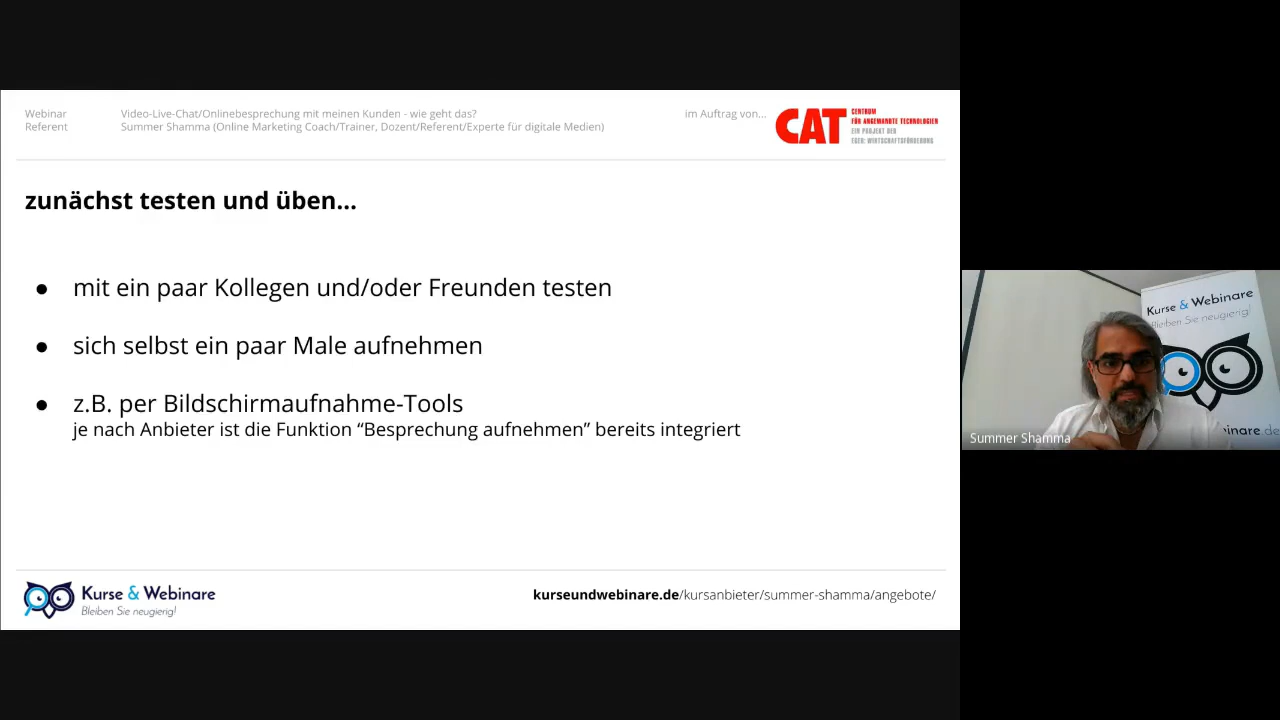 Webinar Video-Live-Chat/Onlinebesprechung mit meinen Kunden - wie geht das? im Auftrag von...
Referent Summer Shamma (Online Marketing Coach/Trainer, Dozent/Referent/Experte für digitale Medien)
CAT
CENTRUM
FÜR ANGEWANDTE TECHNOLOGIEN
EIN PROJEKT DER
EGEB: WIRTSCHAFTSFÖRDERUNG
zunächst testen und üben...
● mit ein paar Kollegen und/oder Freunden testen
● sich selbst ein paar Male aufnehmen
● z.B. per Bildschirmaufnahme-Tools
je nach Anbieter ist die Funktion “Besprechung aufnehmen” bereits integriert
Kurse & Webinare
Bleiben Sie neugierig!
kurseundwebinare.de/kursanbieter/summer-shamma/angebote/
Kurse & Webinare
Bleiben Sie neugierig!
inare.de
Summer Shamma